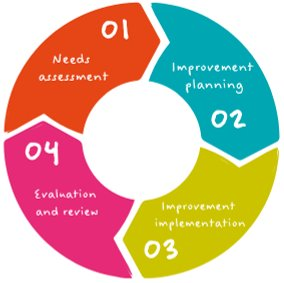 01
Needs
assessment
Improvement
planning
02
Improvement
implementation
03
04
Evaluation
and review